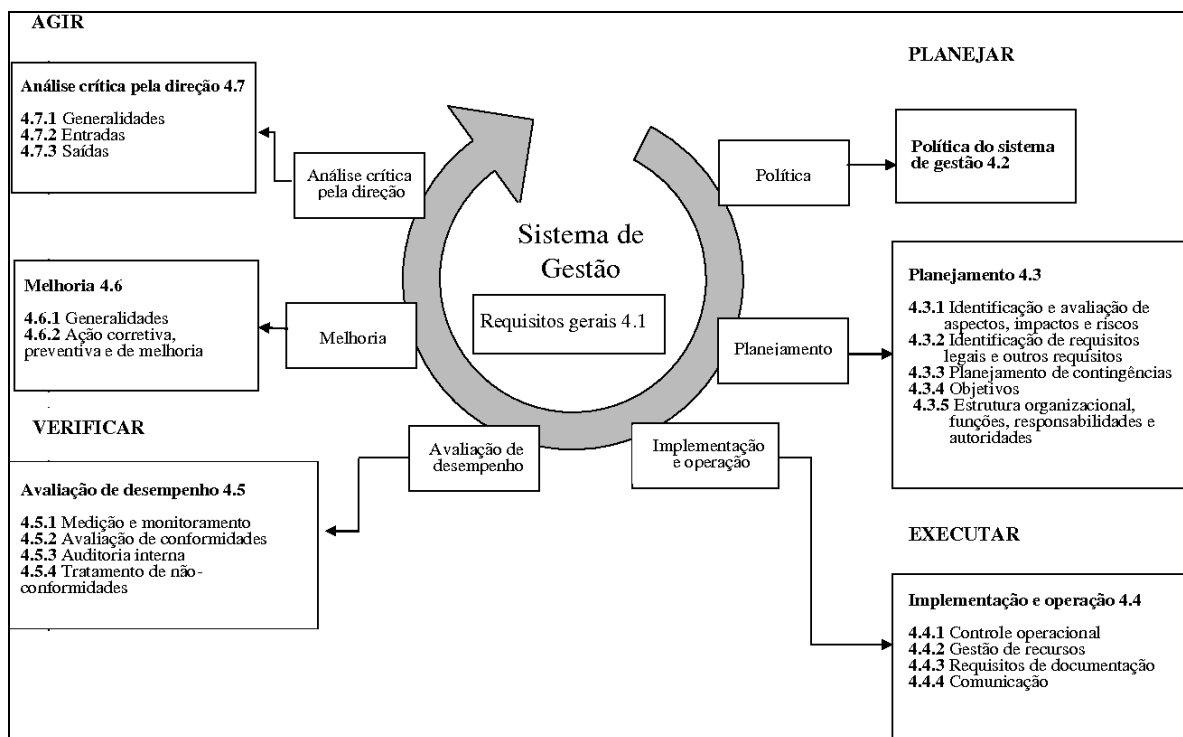 AGIR
Análise crítica pela direção 4.7
4.7.1 Generalidades
4.7.2 Entradas
4.7.3 Saídas
Análise crítica
pela direção
Melhoria 4.6
4.6.1 Generalidades
4.6.2 Ação corretiva,
preventiva e de melhoria
Melhoria
VERIFICAR
Avaliação de desempenho 4.5
4.5.1 Medição e monitoramento
4.5.2 Avaliação de conformidades
4.5.3 Auditoria interna
4.5.4 Tratamento de não-
conformidades
Avaliação de
desempenho
Sistema de
Gestão
Requisitos gerais 4.1
PLANEJAR
Política
Política do sistema
de gestão 4.2
Planejamento
Planejamento 4.3
4.3.1 Identificação e avaliação de
aspectos, impactos e riscos
4.3.2 Identificação de requisitos
legais e outros requisitos
4.3.3 Planejamento de contingências
4.3.4 Objetivos
4.3.5 Estrutura organizacional,
funções, responsabilidades e
autoridades
Implementação
e operação
EXECUTAR
Implementação e operação 4.4
4.4.1 Controle operacional
4.4.2 Gestão de recursos
4.4.3 Requisitos de documentação
4.4.4 Comunicação